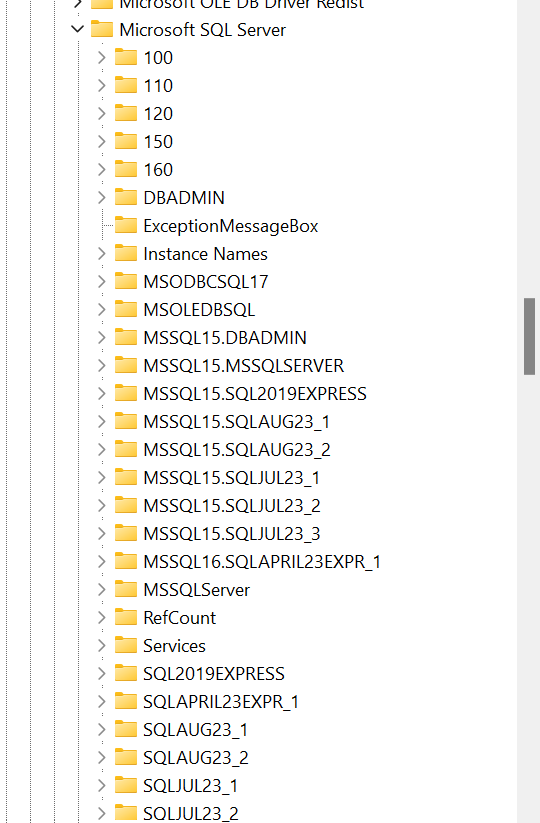 Microsoft OLE DB Driver Redist
Microsoft SQL Server
100
110
120
150
160
DBADMIN
ExceptionMessageBox
Instance Names
MSODBCSQL17
MSOLEDBSQL
MSSQL15.DBADMIN
MSSQL15.MSSQLSERVER
MSSQL15.SQL2019EXPRESS
MSSQL15.SQLAUG23_1
MSSQL15.SQLAUG23_2
MSSQL15.SQLJUL23_1
MSSQL15.SQLJUL23_2
MSSQL15.SQLJUL23_3
MSSQL16.SQLAPRIL23EXPR_1
MSSQLServer
RefCount
Services
SQL2019EXPRESS
SQLAPRIL23EXPR_1
SQLAUG23_1
SQLAUG23_2
SQLJUL23_1
SQLJUL23_2